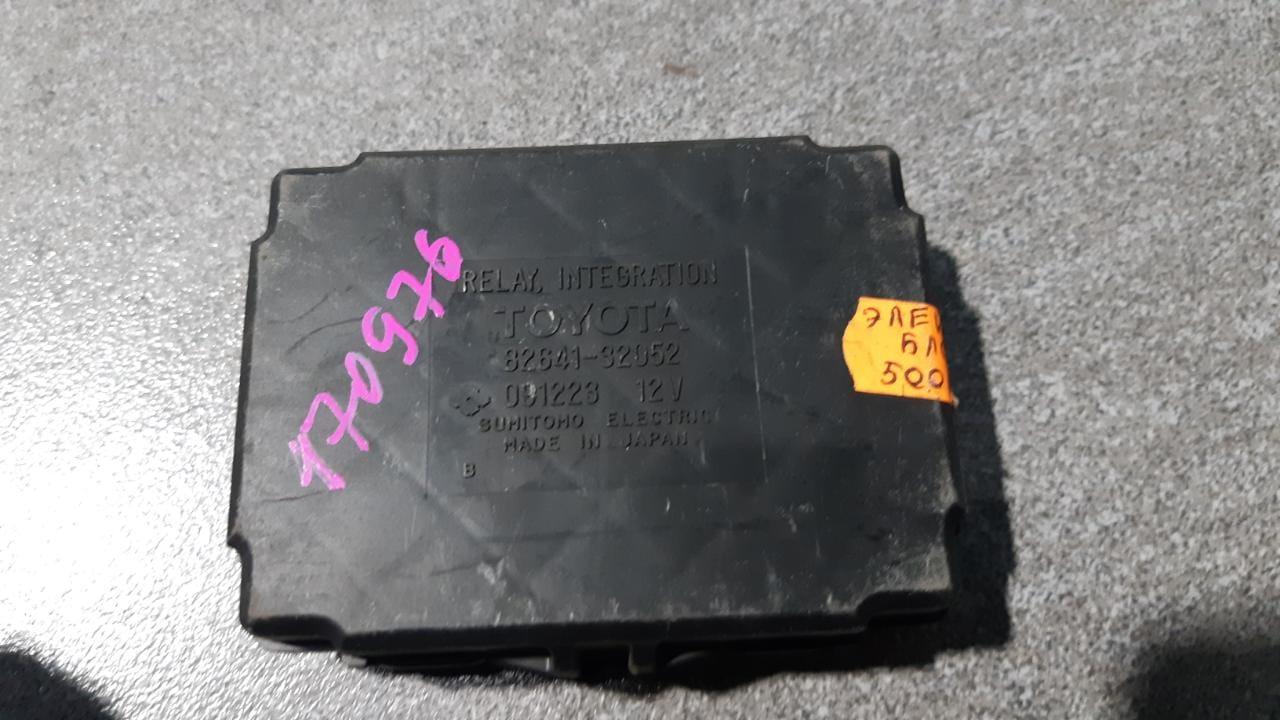 170976
RELAY, INTEGRATION
TOYOTA
82641-32052
091223 12V
SUMITOMO ELECTRIC
MADE IN JAPAN
B
ЭЛЕ
БЛ
500